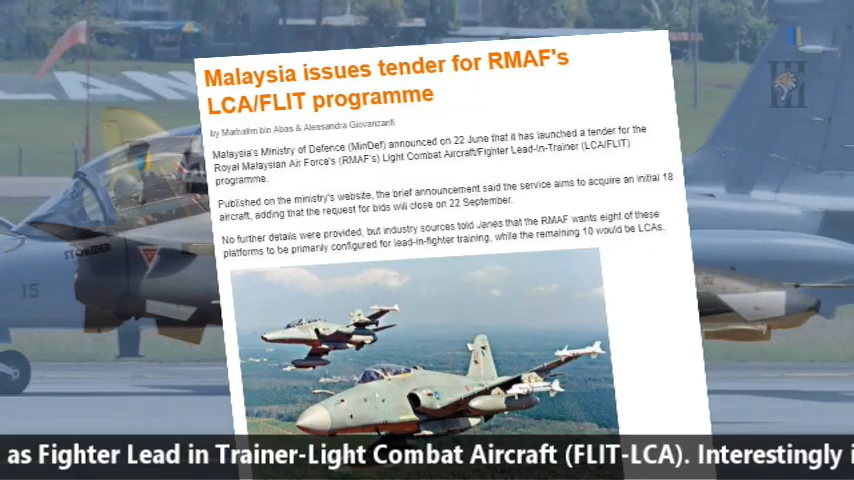 LAN
Malaysia issues tender for RMAF's
LCA/FLIT programme
by Marhalim bin Abas & Alessandra Giovanzanti
Malaysia's Ministry of Defence (MinDef) announced on 22 June that it has launched a tender for the
Royal Malaysian Air Force's (RMAF's) Light Combat Aircraft/Fighter Lead-In-Trainer (LCA/FLIT)
programme.
Published on the ministry's website, the brief announcement said the service aims to acquire an initial 18
aircraft, adding that the request for bids will close on 22 September.
No further details were provided, but industry sources told Janes that the RMAF wants eight of these
platforms to be primarily configured for lead-in-fighter training, while the remaining 10 would be LCAs.
15
as Fighter Lead in Trainer-Light Combat Aircraft (FLIT-LCA). Interestingly i